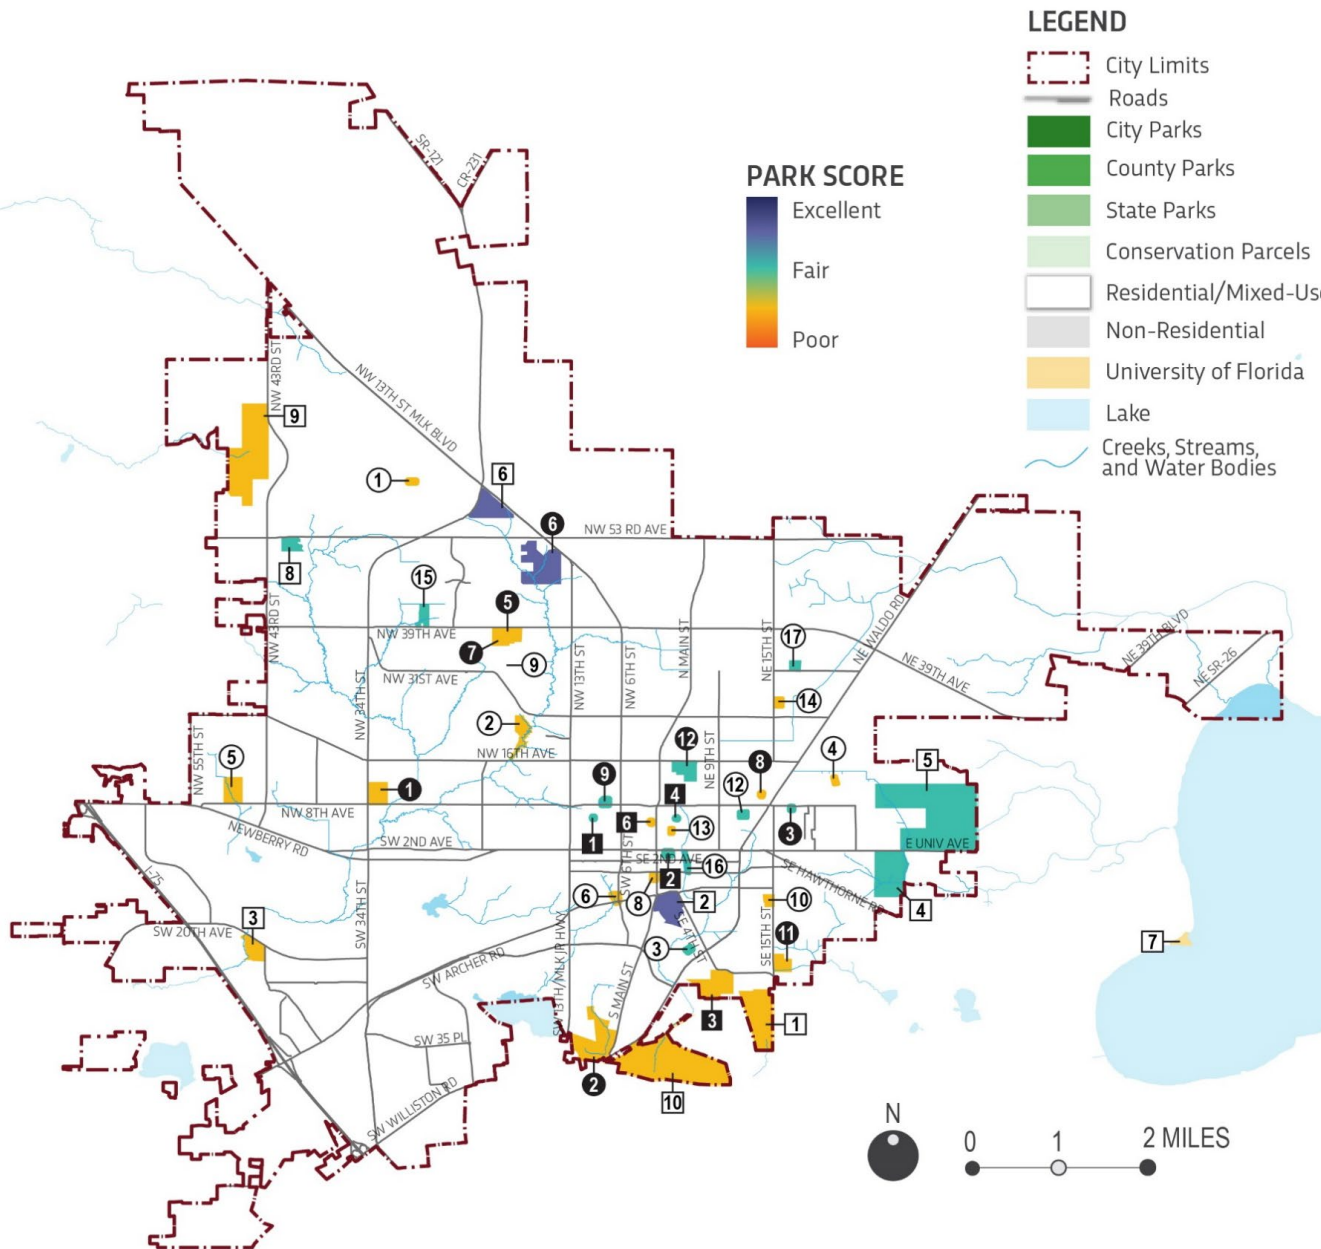 LEGEND
City Limits
Roads
City Parks
County Parks
State Parks
Conservation Parcels
Residential/Mixed-Use
Non-Residential
University of Florida
Lake
Creeks, Streams,
and Water Bodies
PARK SCORE
Excellent
Fair
Poor
SR-121
CR-231
NW 43RD ST
NW 13TH ST MLK BLVD
9
1
6
6
NW 53 RD AVE
8
15
5
NW 43RD ST
NW 39TH AVE
7
9
NW 31ST AVE
NW 34TH ST
NW 13TH ST
NW 6TH ST
N MAIN ST
NE 15TH ST
17
NE WALDO RD
NE 39TH AVE
NE 39TH BLVD
NE SR-26
14
2
NW 16TH AVE
12
NE 9TH ST
NW 55TH ST
5
1
9
4
12
8
4
5
NW 8TH AVE
NEWBERRY RD
SW 2ND AVE
1
6
13
3
E UNIV AVE
SE 2ND AVE
16
SE HAWTHORNE RD
I-75
SW 34TH ST
SW 6TH ST
2
6
8
2
10
4
3
SW 20TH AVE
SW ARCHER RD
SW 13TH/MLK JR HWY
S MAIN ST
3
SE 4TH ST
SE 15TH ST
11
7
3
1
SW 35 PL
SW WILLISTON RD
2
10
N
0 1 2 MILES